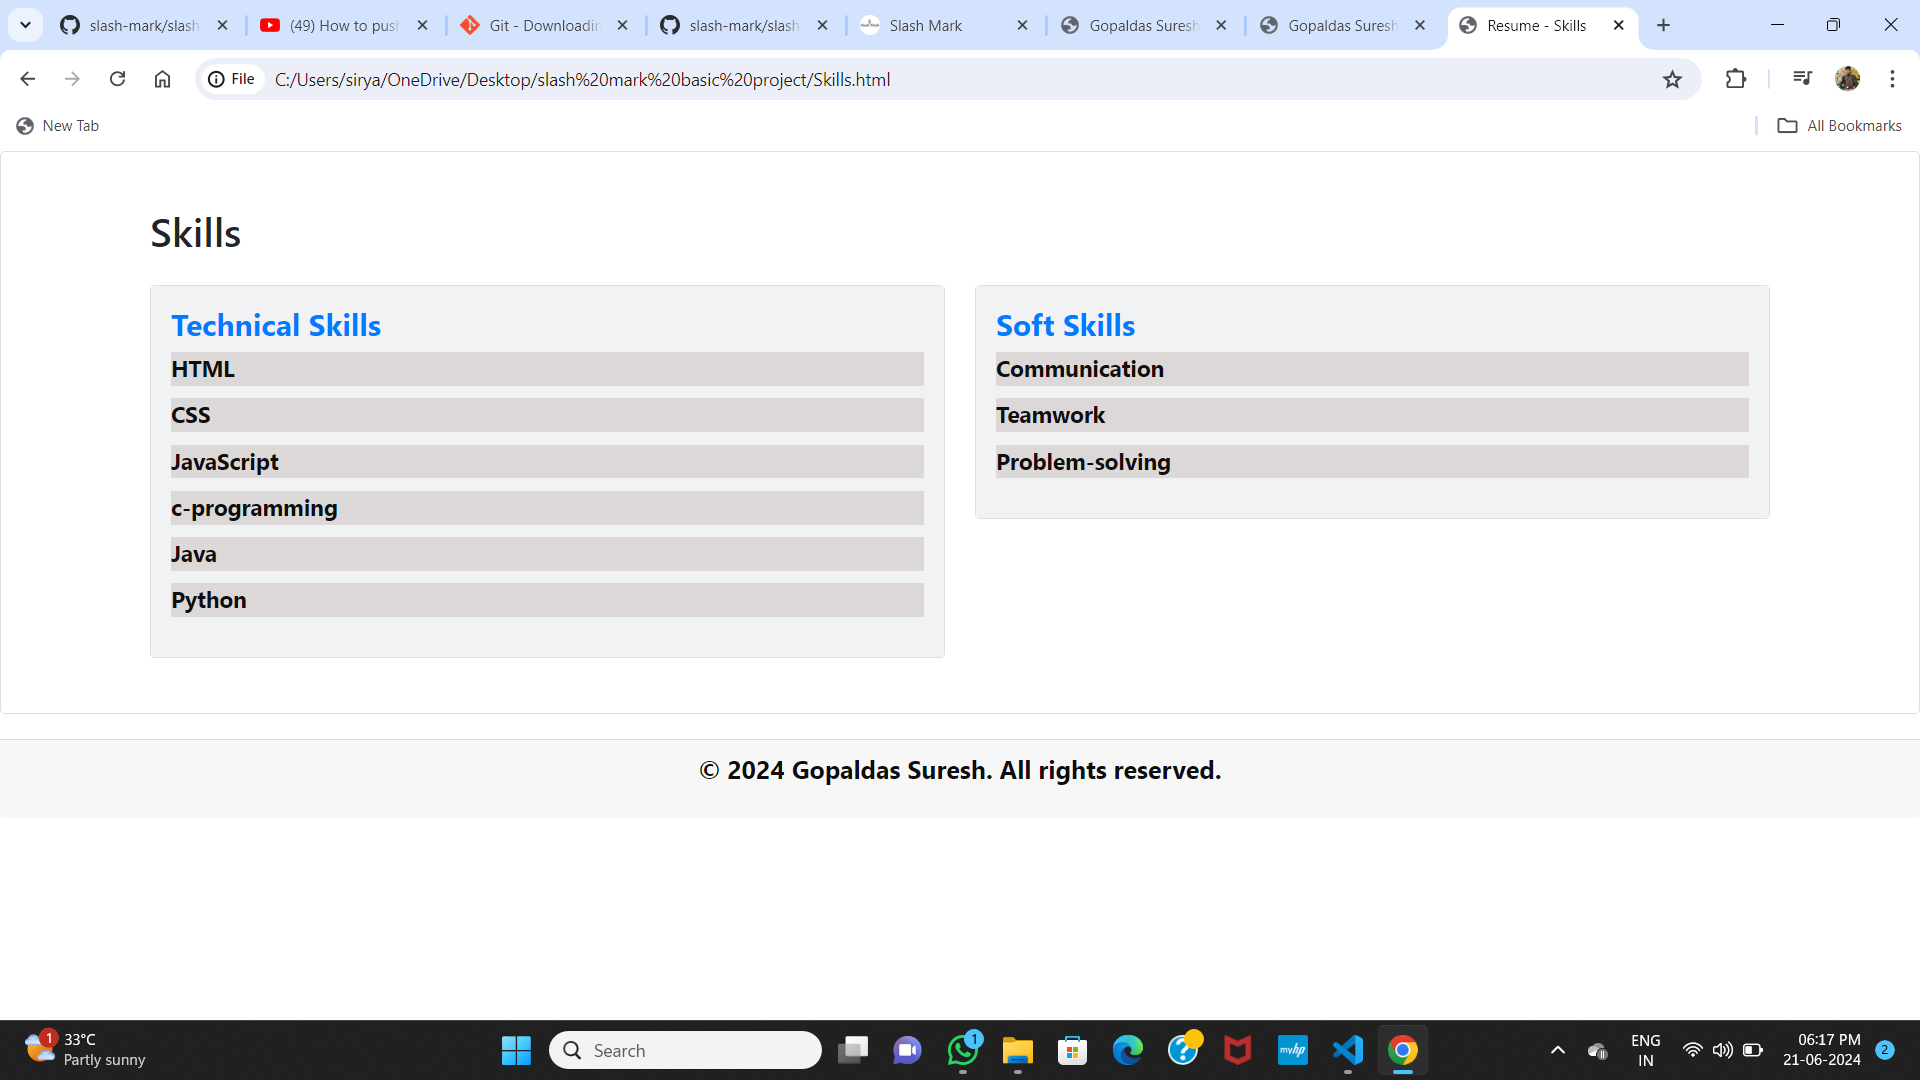 slash-mark/slash
(49) How to push
Git - Downloadin
slash-mark/slash
Slash Mark
Gopaldas Suresh
Gopaldas Suresh
Resume - Skills
File
C:/Users/sirya/OneDrive/Desktop/slash%20mark%20basic%20project/Skills.html
New Tab
All Bookmarks
Skills
Technical Skills
HTML
CSS
JavaScript
c-programming
Java
Python
Soft Skills
Communication
Teamwork
Problem-solving
© 2024 Gopaldas Suresh. All rights reserved.
1
33°C
Partly sunny
Search
1
myhp
ENG
IN
06:17 PM
21-06-2024
2